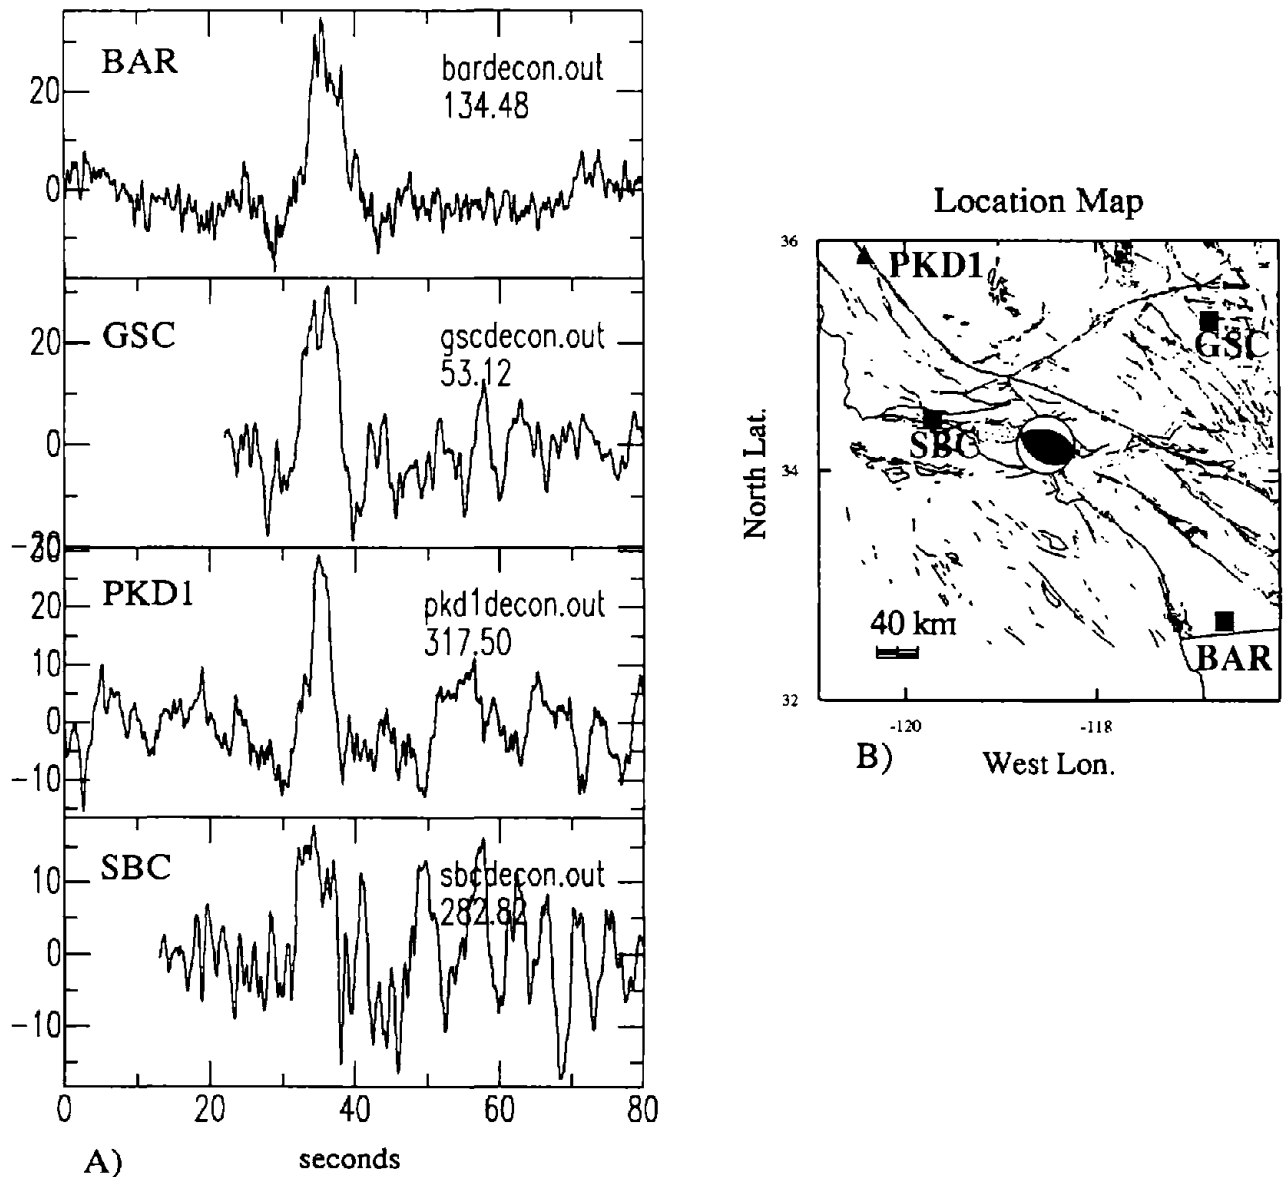 BAR
bardecon.out
134.48
20
0
GSC
gscdecon.out
53.12
20
0
-20
30
PKD1
pkd1decon.out
317.50
20
10
0
-10
SBC
sbcdecon.out
282.82
10
0
-10
0 20 40 60 80
seconds
A)
Location Map
36
PKD1
GSC
SBC
34
North Lat.
40 km
BAR
32
-120
-118
B)
West Lon.